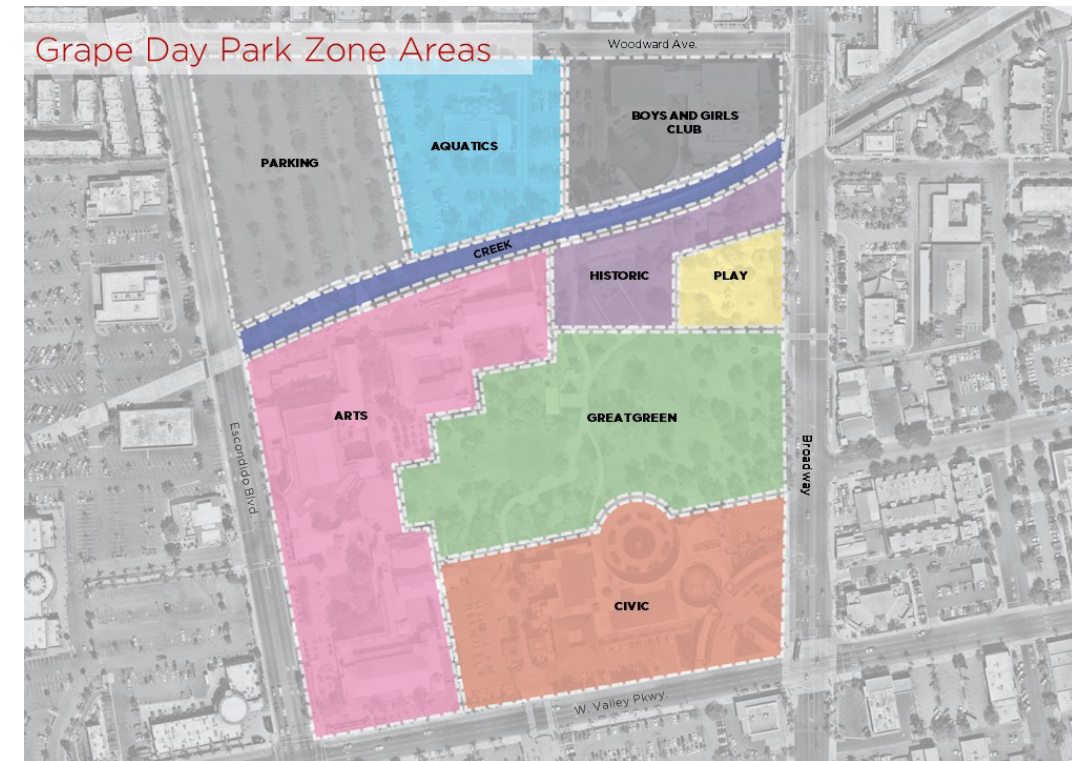 Grape Day Park Zone Areas
Woodward Ave.
BOYS AND GIRLS
CLUB
AQUATICS
PARKING
CREEK
HISTORIC
PLAY
ARTS
GREATGREEN
Escondido Blvd.
Broadway
CIVIC
W. Valley Pkwy.